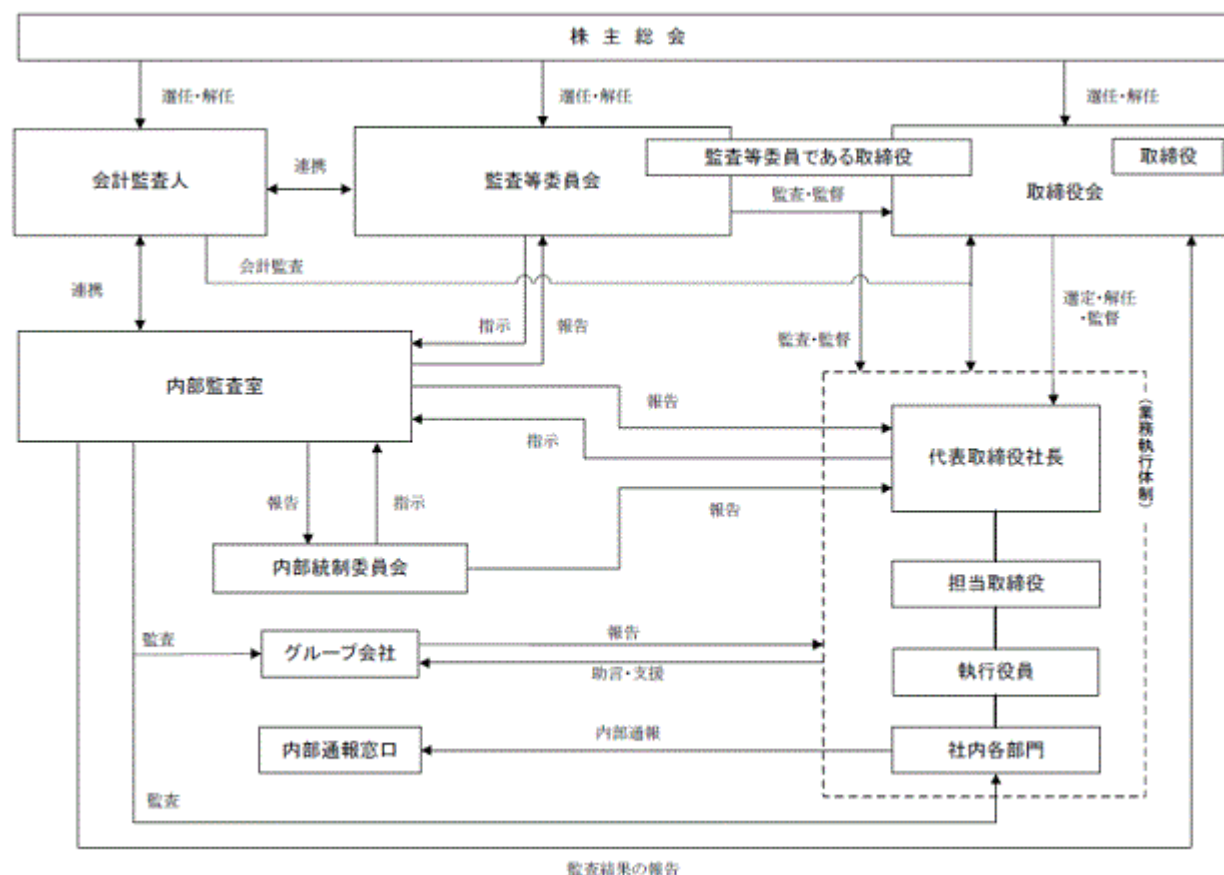 株主総会
選任・解任
選任・解任
選任・解任
会計監査人
連携
監査等委員会
監査等委員である取締役
取締役
取締役会
監査・監督
会計監査
連携
選定・解任
・監督
指示
報告
監査・監督
内部監査室
報告
指示
代表取締役社長
(業務執行体制)
報告
指示
報告
内部統制委員会
担当取締役
監査
グループ会社
報告
助言・支援
執行役員
内部通報窓口
内部通報
社内各部門
監査
監査結果の報告